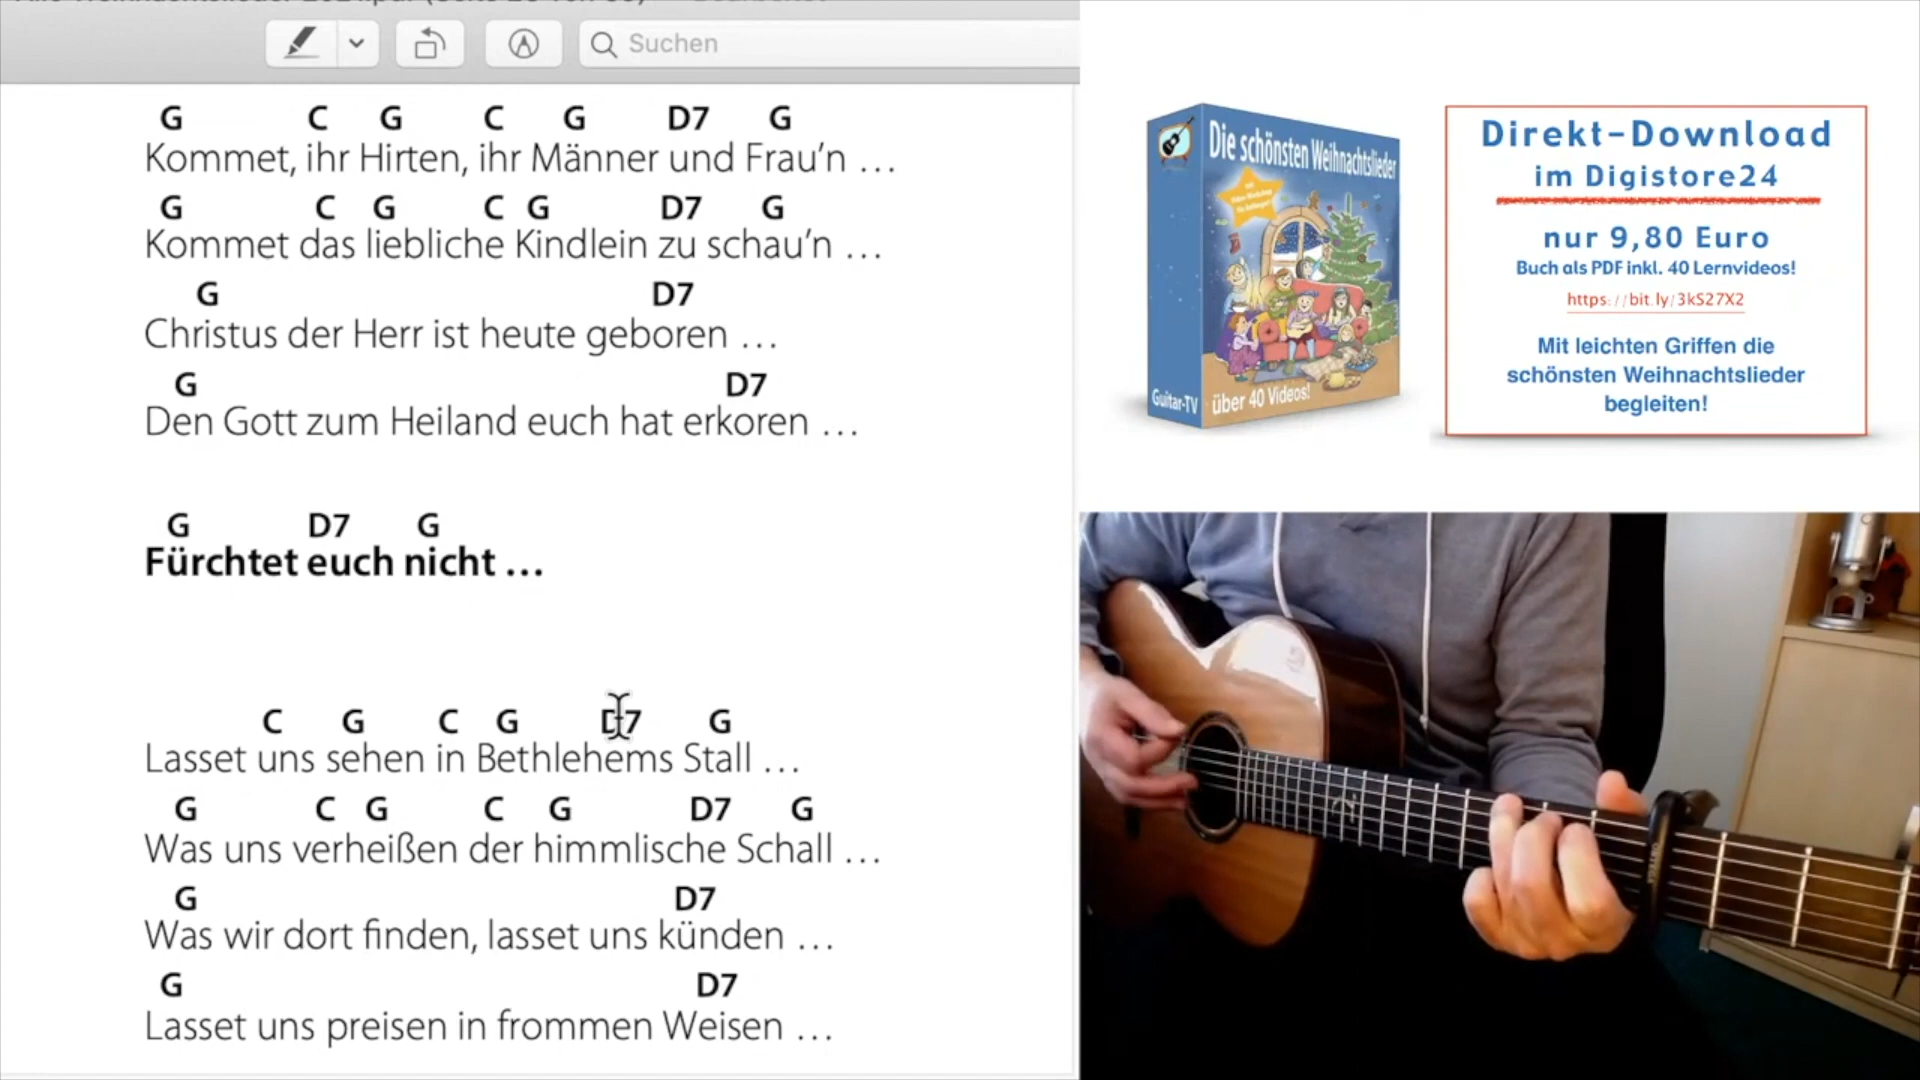 Suchen
G C G C G D7 G
Kommet, ihr Hirten, ihr Männer und Frau’n …
G C G C G D7 G
Kommet das liebliche Kindlein zu schau’n …
G D7
Christus der Herr ist heute geboren …
G D7
Den Gott zum Heiland euch hat erkoren …
G D7 G
Fürchtet euch nicht …
C G C G D7 G
Lasset uns sehen in Bethlehems Stall …
G C G C G D7 G
Was uns verheißen der himmlische Schall …
G D7
Was wir dort finden, lasset uns künden …
G D7
Lasset uns preisen in frommen Weisen …
Die schönsten Weihnachtslieder
Guitar-TV
über 40 Videos!
Direkt-Download
im Digistore24
nur 9,80 Euro
Buch als PDF inkl. 40 Lernvideos!
https://bit.ly/3kS27X2
Mit leichten Griffen die
schönsten Weihnachtslieder
begleiten!